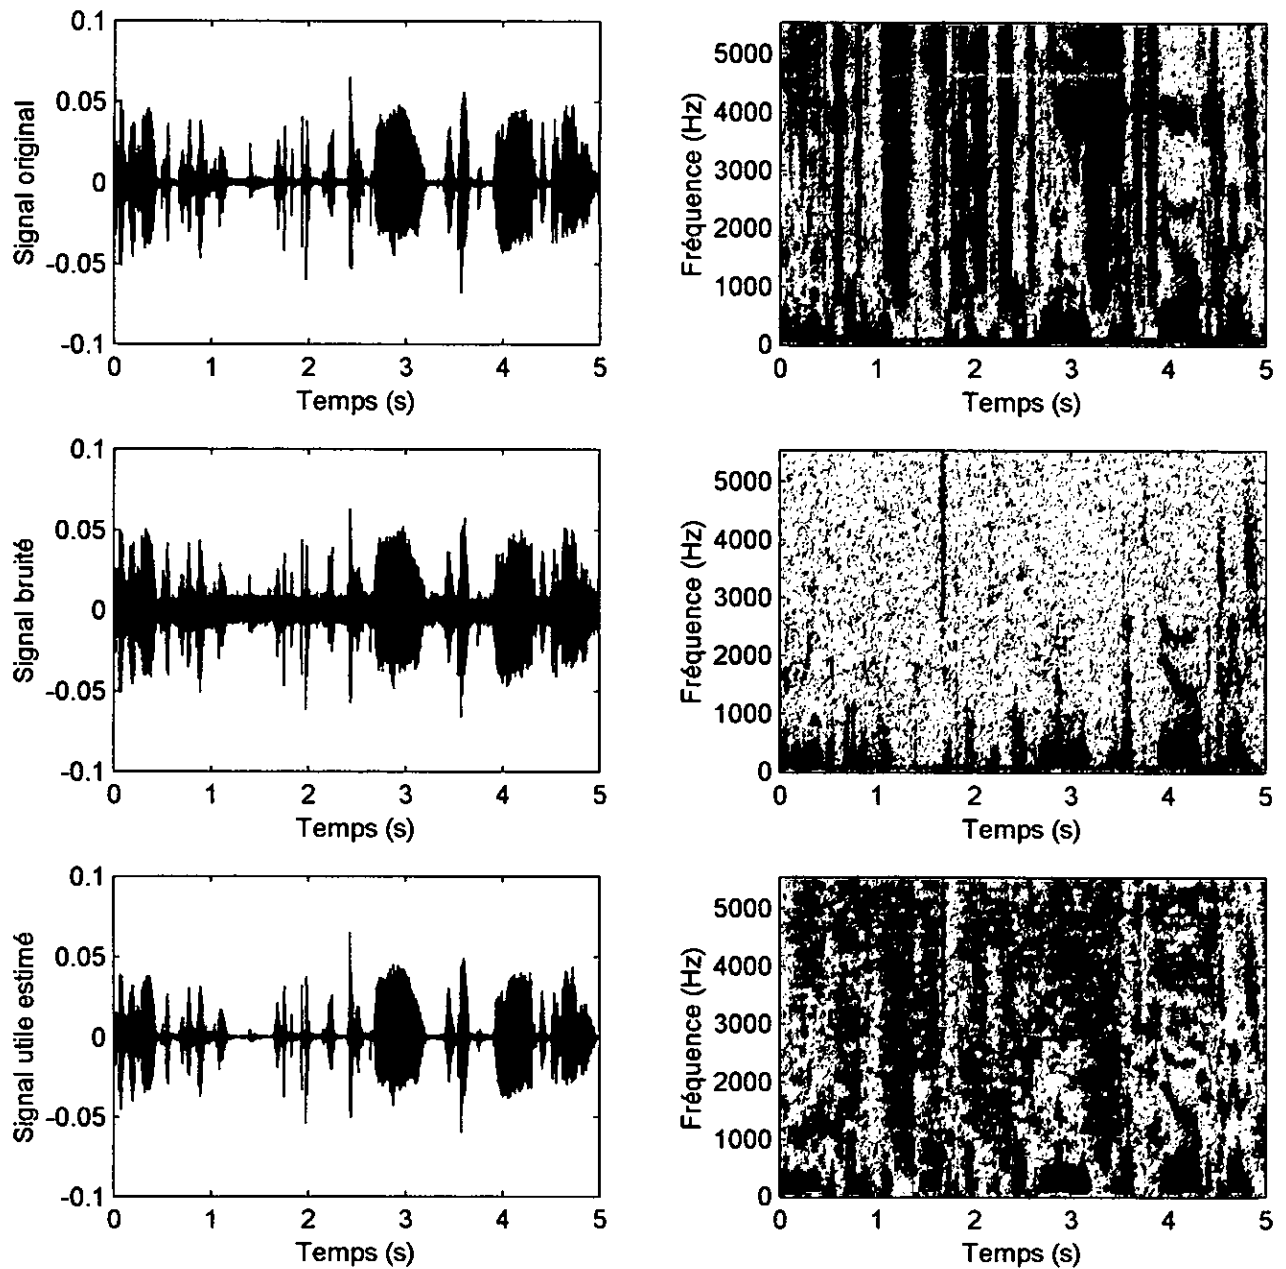 0.1
0.05
0
-0.05
-0.1
Signal original
0 1 2 3 4 5
Temps (s)
5000
4000
3000
2000
1000
0
Fréquence (Hz)
0 1 2 3 4 5
Temps (s)
0.1
0.05
0
-0.05
-0.1
Signal bruité
0 1 2 3 4 5
Temps (s)
5000
4000
3000
2000
1000
0
Fréquence (Hz)
0 1 2 3 4 5
Temps (s)
0.1
0.05
0
-0.05
-0.1
Signal utile estimé
0 1 2 3 4 5
Temps (s)
5000
4000
3000
2000
1000
0
Fréquence (Hz)
0 1 2 3 4 5
Temps (s)